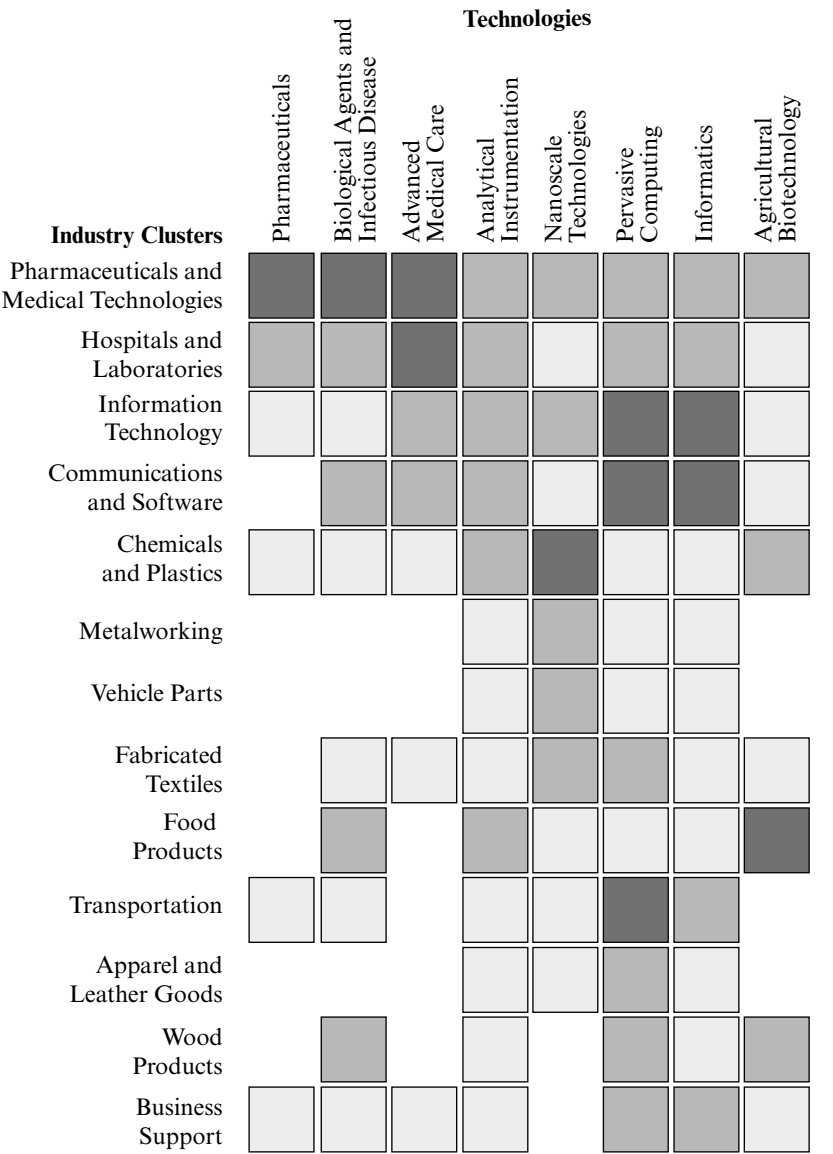 Technologies
Pharmaceuticals
Biological Agents and
Infectious Disease
Advanced
Medical Care
Analytical
Instrumentation
Nanoscale
Technologies
Pervasive
Computing
Informatics
Agricultural
Biotechnology
Industry Clusters
Pharmaceuticals and
Medical Technologies
Hospitals and
Laboratories
Information
Technology
Communications
and Software
Chemicals
and Plastics
Metalworking
Vehicle Parts
Fabricated
Textiles
Food
Products
Transportation
Apparel and
Leather Goods
Wood
Products
Business
Support